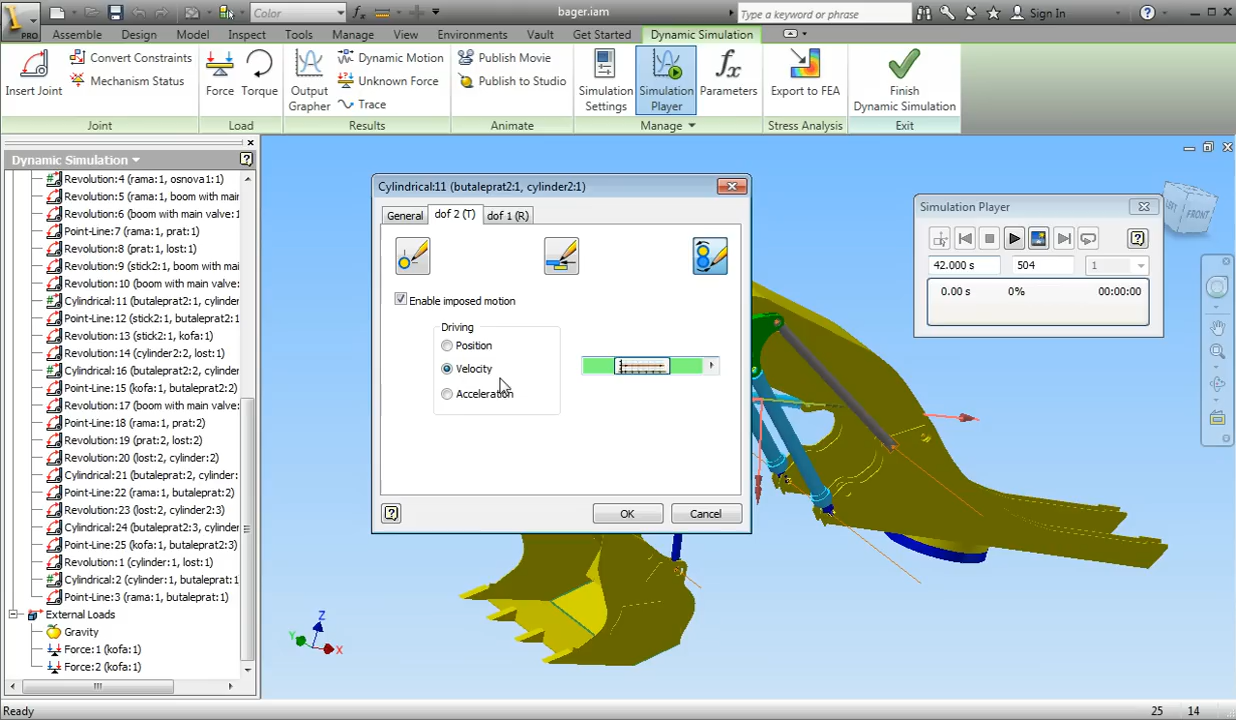 PRO
Color
bager.iam
Type a keyword or phrase
Sign In
Assemble Design Model Inspect Tools Manage View Environments Vault Get Started Dynamic Simulation
Insert Joint
Convert Constraints
Mechanism Status
Force
Torque
Output Grapher
Dynamic Motion
Unknown Force
Trace
Publish Movie
Publish to Studio
Simulation Settings
Simulation Player
Parameters
Export to FEA
Finish Dynamic Simulation
Joint Load Results Animate Manage Stress Analysis Exit
Dynamic Simulation
Revolution:4 (rama:1, osnova1:1)
Revolution:5 (rama:1, boom with main
Revolution:6 (boom with main valve:1,
Point-Line:7 (rama:1, prat:1)
Revolution:8 (prat:1, lost:1)
Revolution:9 (stick2:1, boom with main
Revolution:10 (boom with main valve:1
Cylindrical:11 (butaleprat2:1, cylinder
Point-Line:12 (stick2:1, butaleprat2:1
Revolution:13 (stick2:1, kofa:1)
Revolution:14 (cylinder2:2, lost:1)
Cylindrical:16 (butaleprat2:2, cylinder
Point-Line:15 (kofa:1, butaleprat2:2)
Revolution:17 (boom with main valve:1
Point-Line:18 (rama:1, prat:2)
Revolution:19 (prat:2, lost:2)
Revolution:20 (lost:2, cylinder:2)
Cylindrical:21 (butaleprat:2, cylinder:2
Point-Line:22 (rama:1, butaleprat:2)
Revolution:23 (lost:2, cylinder2:3)
Cylindrical:24 (butaleprat2:3, cylinder
Point-Line:25 (kofa:1, butaleprat2:3)
Revolution:1 (cylinder:1, lost:1)
Cylindrical:2 (cylinder:1, butaleprat:1
Point-Line:3 (rama:1, butaleprat:1)
External Loads
Gravity
Force:1 (kofa:1)
Force:2 (kofa:1)
Cylindrical:11 (butaleprat2:1, cylinder2:1)
General dof 2 (T) dof 1 (R)
Enable imposed motion
Driving
Position
Velocity
Acceleration
OK Cancel
Simulation Player
42.000 s 504 1
0.00 s 0% 00:00:00
LEFT FRONT
Z
Y X
Ready 25 14